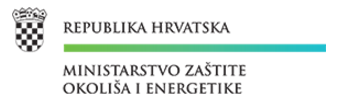 REPUBLIKA HRVATSKA
MINISTARSTVO ZAŠTITE
OKOLIŠA I ENERGETIKE